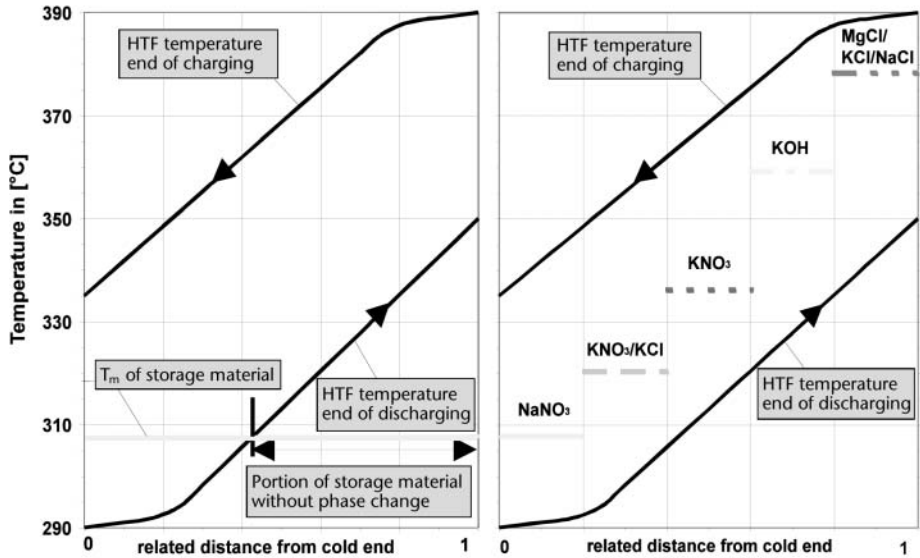 Temperature in [°C]
390
370
350
330
310
290
HTF temperature
end of charging
Tₘ of storage material
HTF temperature
end of discharging
Portion of storage material
without phase change
0
related distance from cold end
1
HTF temperature
end of charging
MgCl/
KCl/NaCl
KOH
KNO₃
KNO₃/KCl
NaNO₃
HTF temperature
end of discharging
0
related distance from cold end
1